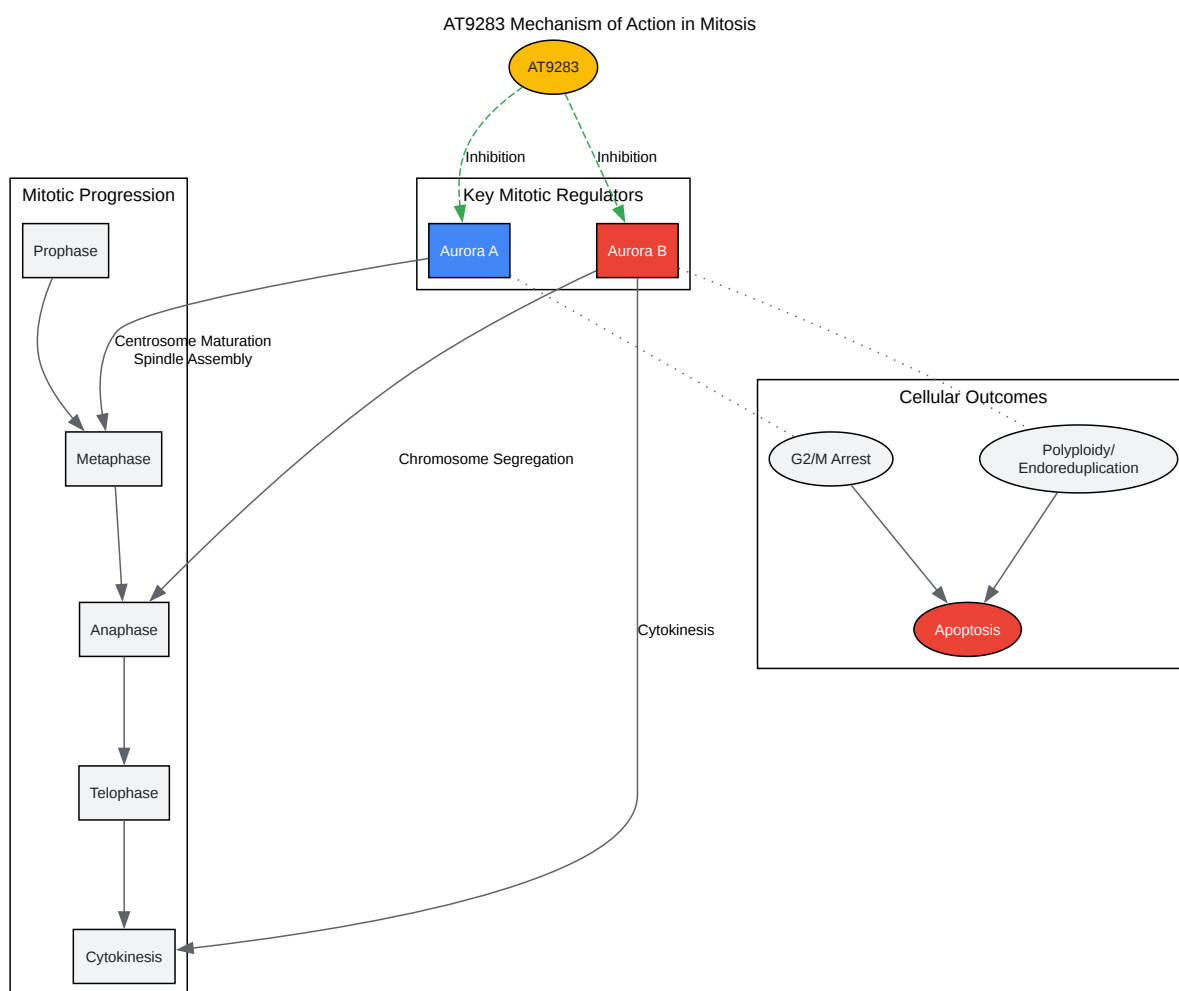 AT9283 Mechanism of Action in Mitosis
AT9283
Inhibition
Inhibition
Mitotic Progression
Key Mitotic Regulators
Prophase
Aurora A
Aurora B
Centrosome Maturation
Spindle Assembly
Cellular Outcomes
Metaphase
Chromosome Segregation
G2/M Arrest
Polyploidy/
Endoreduplication
Anaphase
Cytokinesis
Apoptosis
Telophase
Cytokinesis